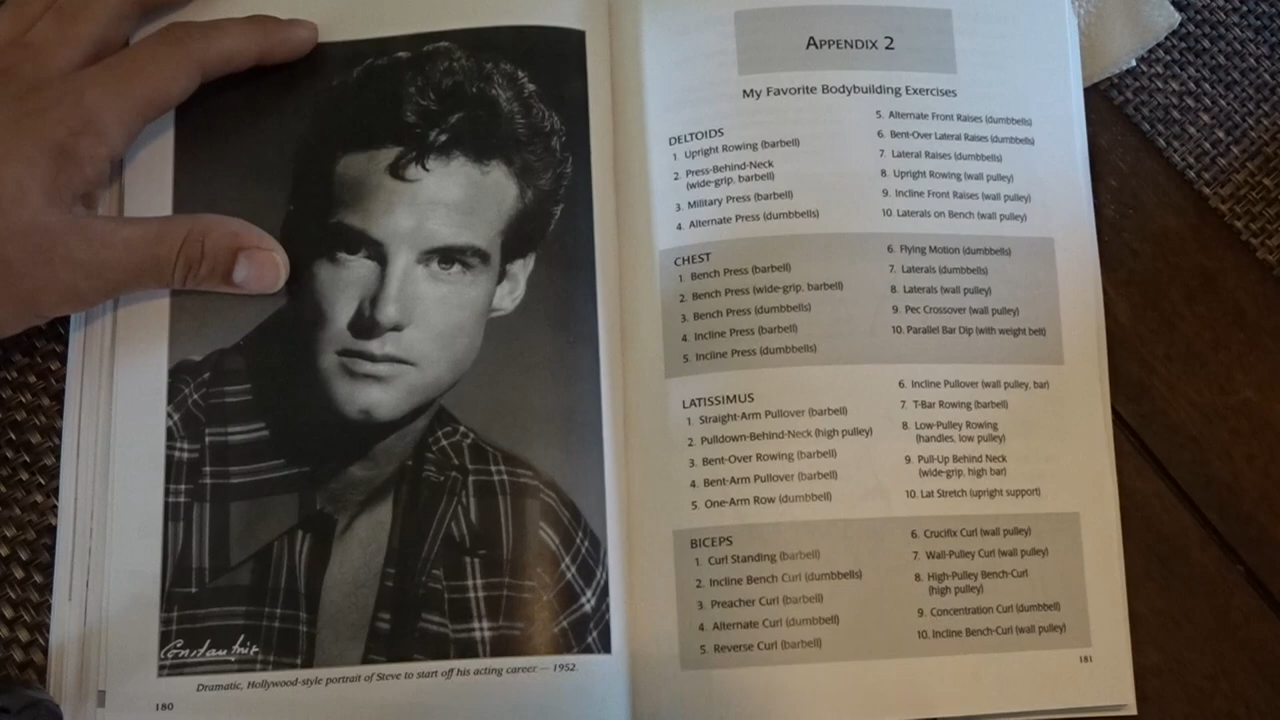 Constantine
Dramatic, Hollywood-style portrait of Steve to start off his acting career — 1952.
180
APPENDIX 2
My Favorite Bodybuilding Exercises
DELTOIDS
1. Upright Rowing (barbell)
2. Press-Behind-Neck
(wide-grip, barbell)
3. Military Press (barbell)
4. Alternate Press (dumbbells)
5. Alternate Front Raises (dumbbells)
6. Bent-Over Lateral Raises (dumbbells)
7. Lateral Raises (dumbbells)
8. Upright Rowing (wall pulley)
9. Incline Front Raises (wall pulley)
10. Laterals on Bench (wall pulley)
CHEST
1. Bench Press (barbell)
2. Bench Press (wide-grip, barbell)
3. Bench Press (dumbbells)
4. Incline Press (barbell)
5. Incline Press (dumbbells)
6. Flying Motion (dumbbells)
7. Laterals (dumbbells)
8. Laterals (wall pulley)
9. Pec Crossover (wall pulley)
10. Parallel Bar Dip (with weight belt)
LATISSIMUS
1. Straight-Arm Pullover (barbell)
2. Pulldown-Behind-Neck (high pulley)
3. Bent-Over Rowing (barbell)
4. Bent-Arm Pullover (barbell)
5. One-Arm Row (dumbbell)
6. Incline Pullover (wall pulley, bar)
7. T-Bar Rowing (barbell)
8. Low-Pulley Rowing
(handles, low pulley)
9. Pull-Up Behind Neck
(wide-grip, high bar)
10. Lat Stretch (upright support)
BICEPS
1. Curl Standing (barbell)
2. Incline Bench Curl (dumbbells)
3. Preacher Curl (barbell)
4. Alternate Curl (dumbbell)
5. Reverse Curl (barbell)
6. Crucifix Curl (wall pulley)
7. Wall-Pulley Curl (wall pulley)
8. High-Pulley Bench-Curl
(high pulley)
9. Concentration Curl (dumbbell)
10. Incline Bench-Curl (wall pulley)
181